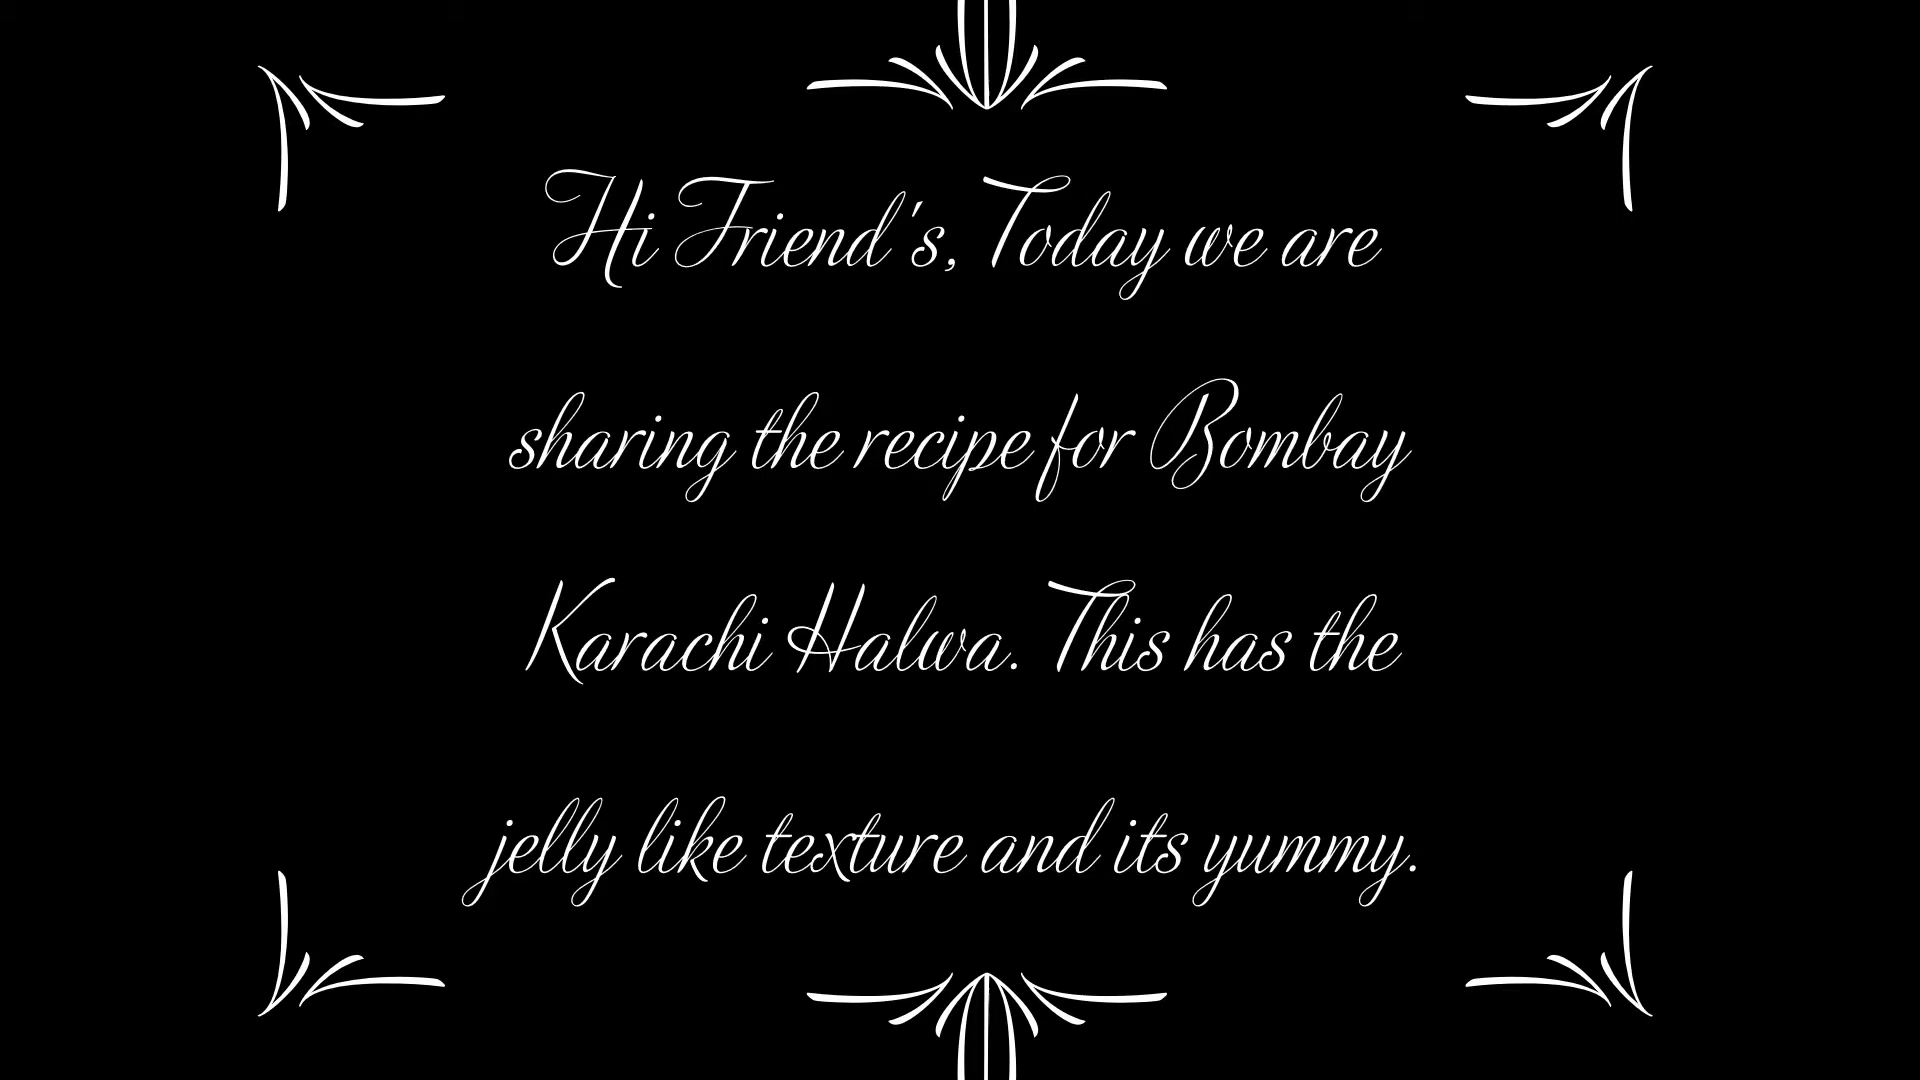 Hi Friend's, Today we are
sharing the recipe for Bombay
Karachi Halwa. This has the
jelly like texture and its yummy.